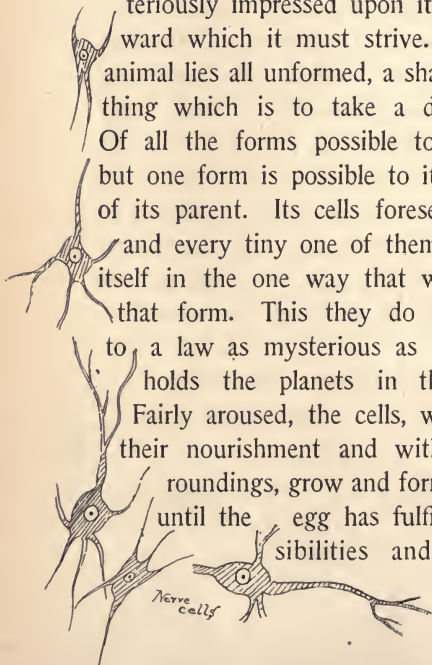 teriously impressed upon it
ward which it must strive.
animal lies all unformed, a sha
thing which is to take a d
Of all the forms possible to
but one form is possible to it
of its parent. Its cells forese
and every tiny one of them
itself in the one way that w
that form. This they do
to a law as mysterious as
holds the planets in th
Fairly aroused, the cells, w
their nourishment and with
roundings, grow and form
until the egg has fulfi
sibilities and
Nerve
cells